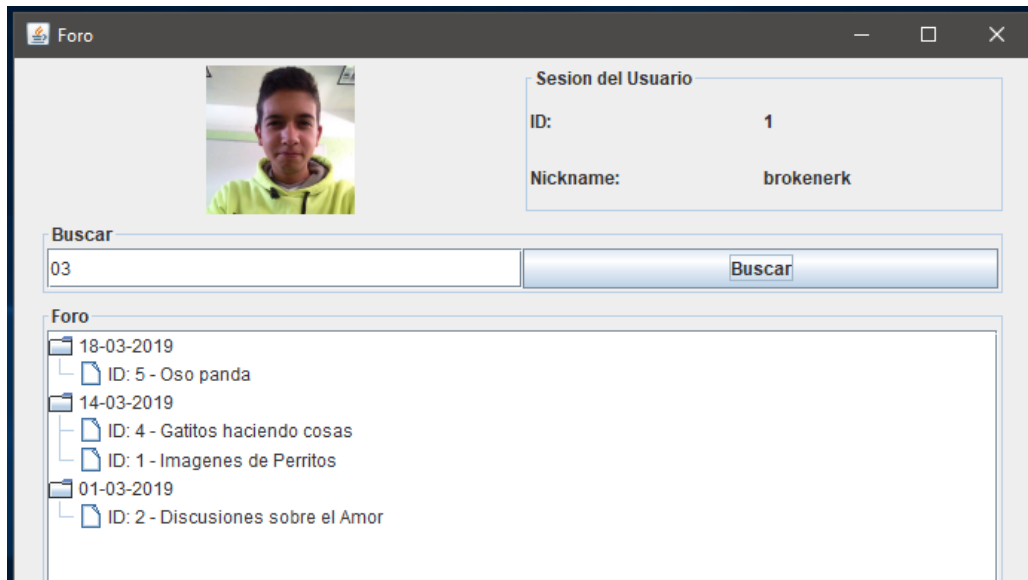 Foro
Sesion del Usuario
ID: 1
Nickname: brokenerk
Buscar
03 Buscar
Foro
18-03-2019
ID: 5 - Oso panda
14-03-2019
ID: 4 - Gatitos haciendo cosas
ID: 1 - Imagenes de Perritos
01-03-2019
ID: 2 - Discusiones sobre el Amor